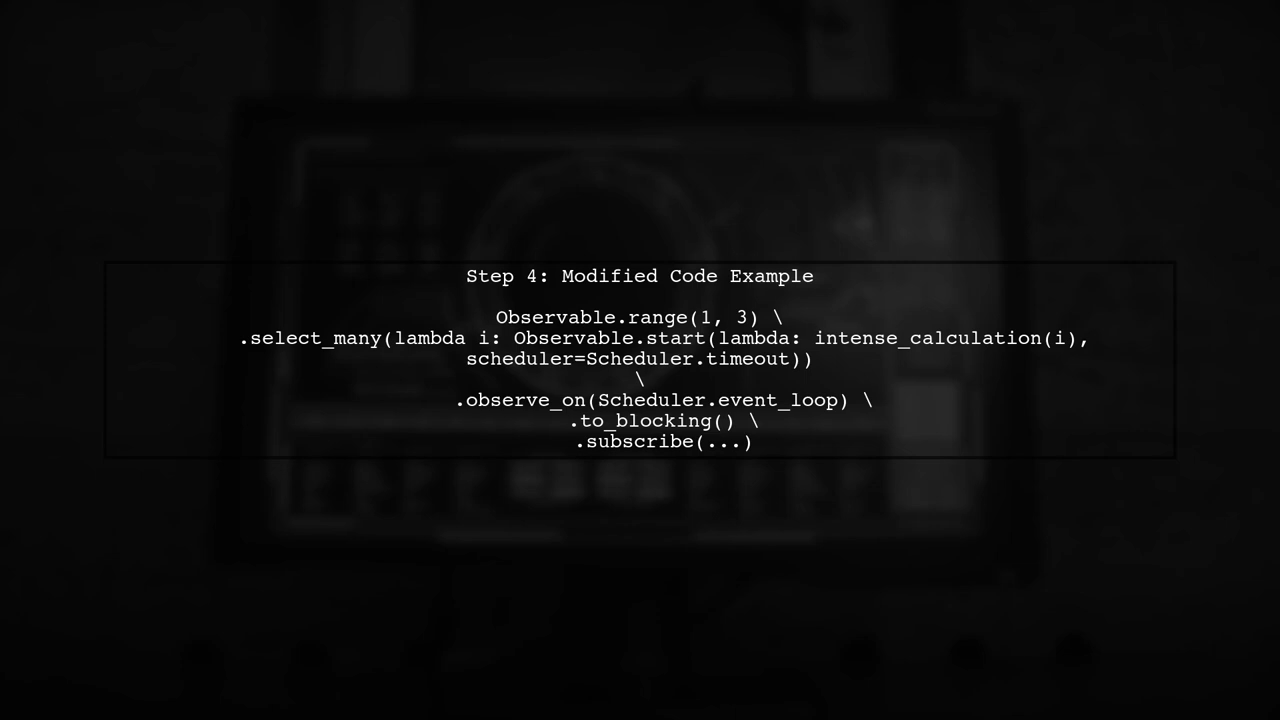 Step 4: Modified Code Example
Observable.range(1, 3) \
.select_many(lambda i: Observable.start(lambda: intense_calculation(i),
scheduler=Scheduler.timeout))
\
.observe_on(Scheduler.event_loop) \
.to_blocking() \
.subscribe(...)